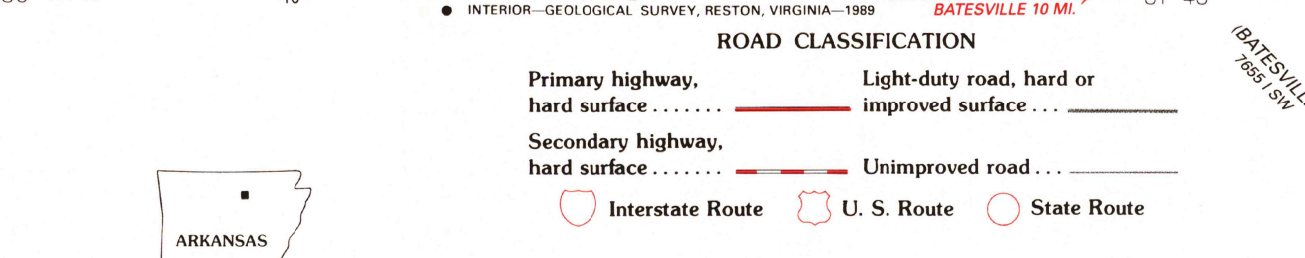 INTERIOR—GEOLOGICAL SURVEY, RESTON, VIRGINIA—1989
BATESVILLE 10 MI.
ROAD CLASSIFICATION
Primary highway,
hard surface .......
Light-duty road, hard or
improved surface ...
Secondary highway,
hard surface .......
Unimproved road ...
Interstate Route
U. S. Route
State Route
ARKANSAS
7655 I SW